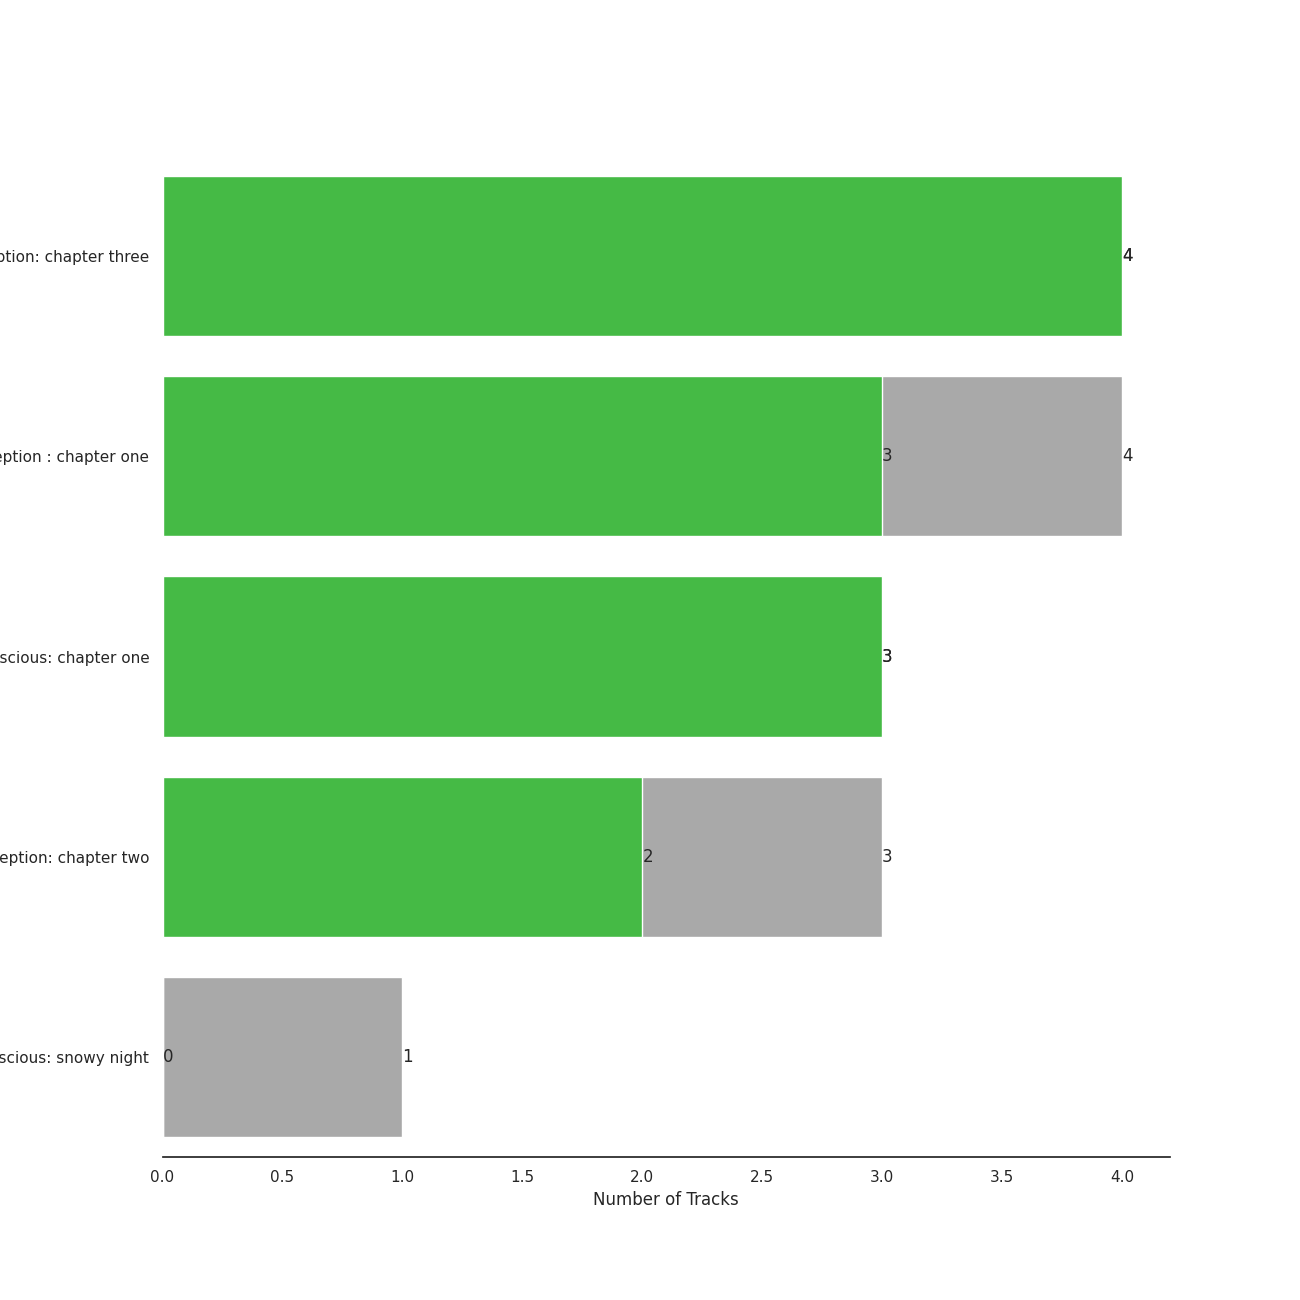 ption: chapter three 4
eption : chapter one 3 4
scious: chapter one 3
eption: chapter two 2 3
scious: snowy night 0 1
0.0 0.5 1.0 1.5 2.0 2.5 3.0 3.5 4.0
Number of Tracks